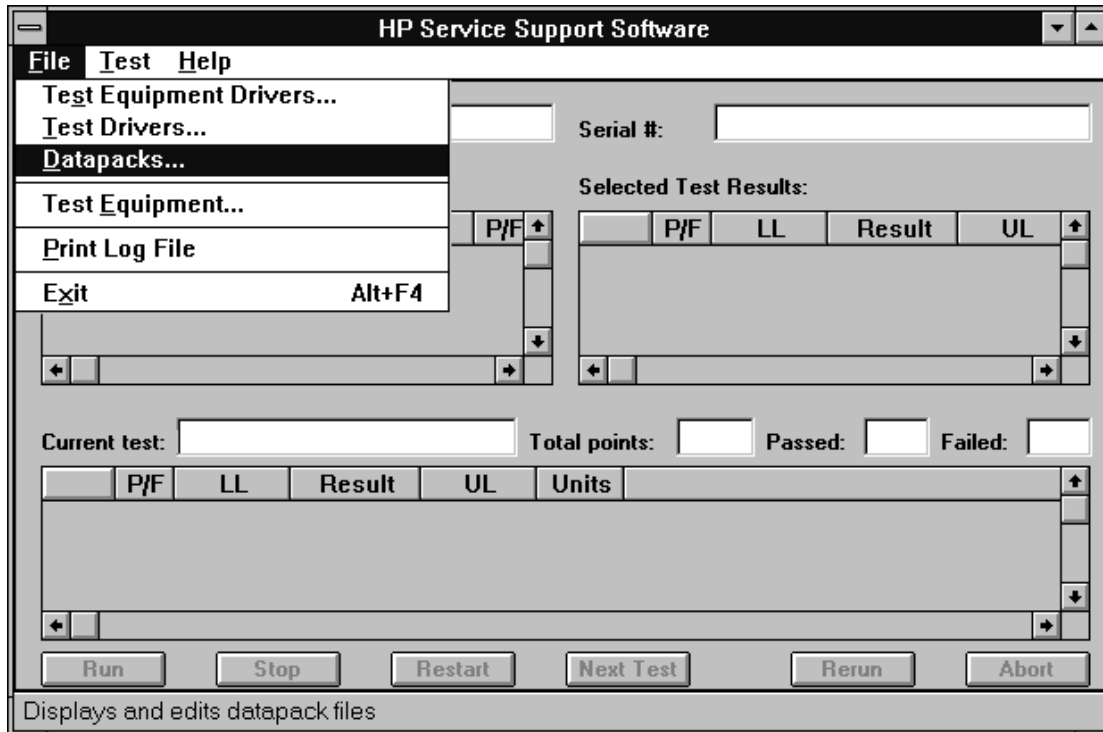 HP Service Support Software
File Test Help
Test Equipment Drivers...
Test Drivers...
Datapacks...
Test Equipment...
Print Log File
Exit Alt+F4
Serial #:
Selected Test Results:
P/F
P/F LL Result UL
Current test: Total points: Passed: Failed:
P/F LL Result UL Units
Run Stop Restart Next Test Rerun Abort
Displays and edits datapack files